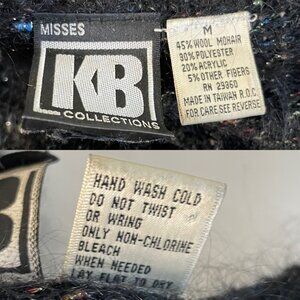 MISSES
KB
COLLECTIONS
M
45% WOOL MOHAIR
30% POLYESTER
20% ACRYLIC
5% OTHER FIBERS
RN 29360
MADE IN TAIWAN R.O.C.
FOR CARE SEE REVERSE
B
HAND WASH COLD
DO NOT TWIST
OR WRING
ONLY NON-CHLORINE
BLEACH
WHEN NEEDED
LAY FLAT TO DRY